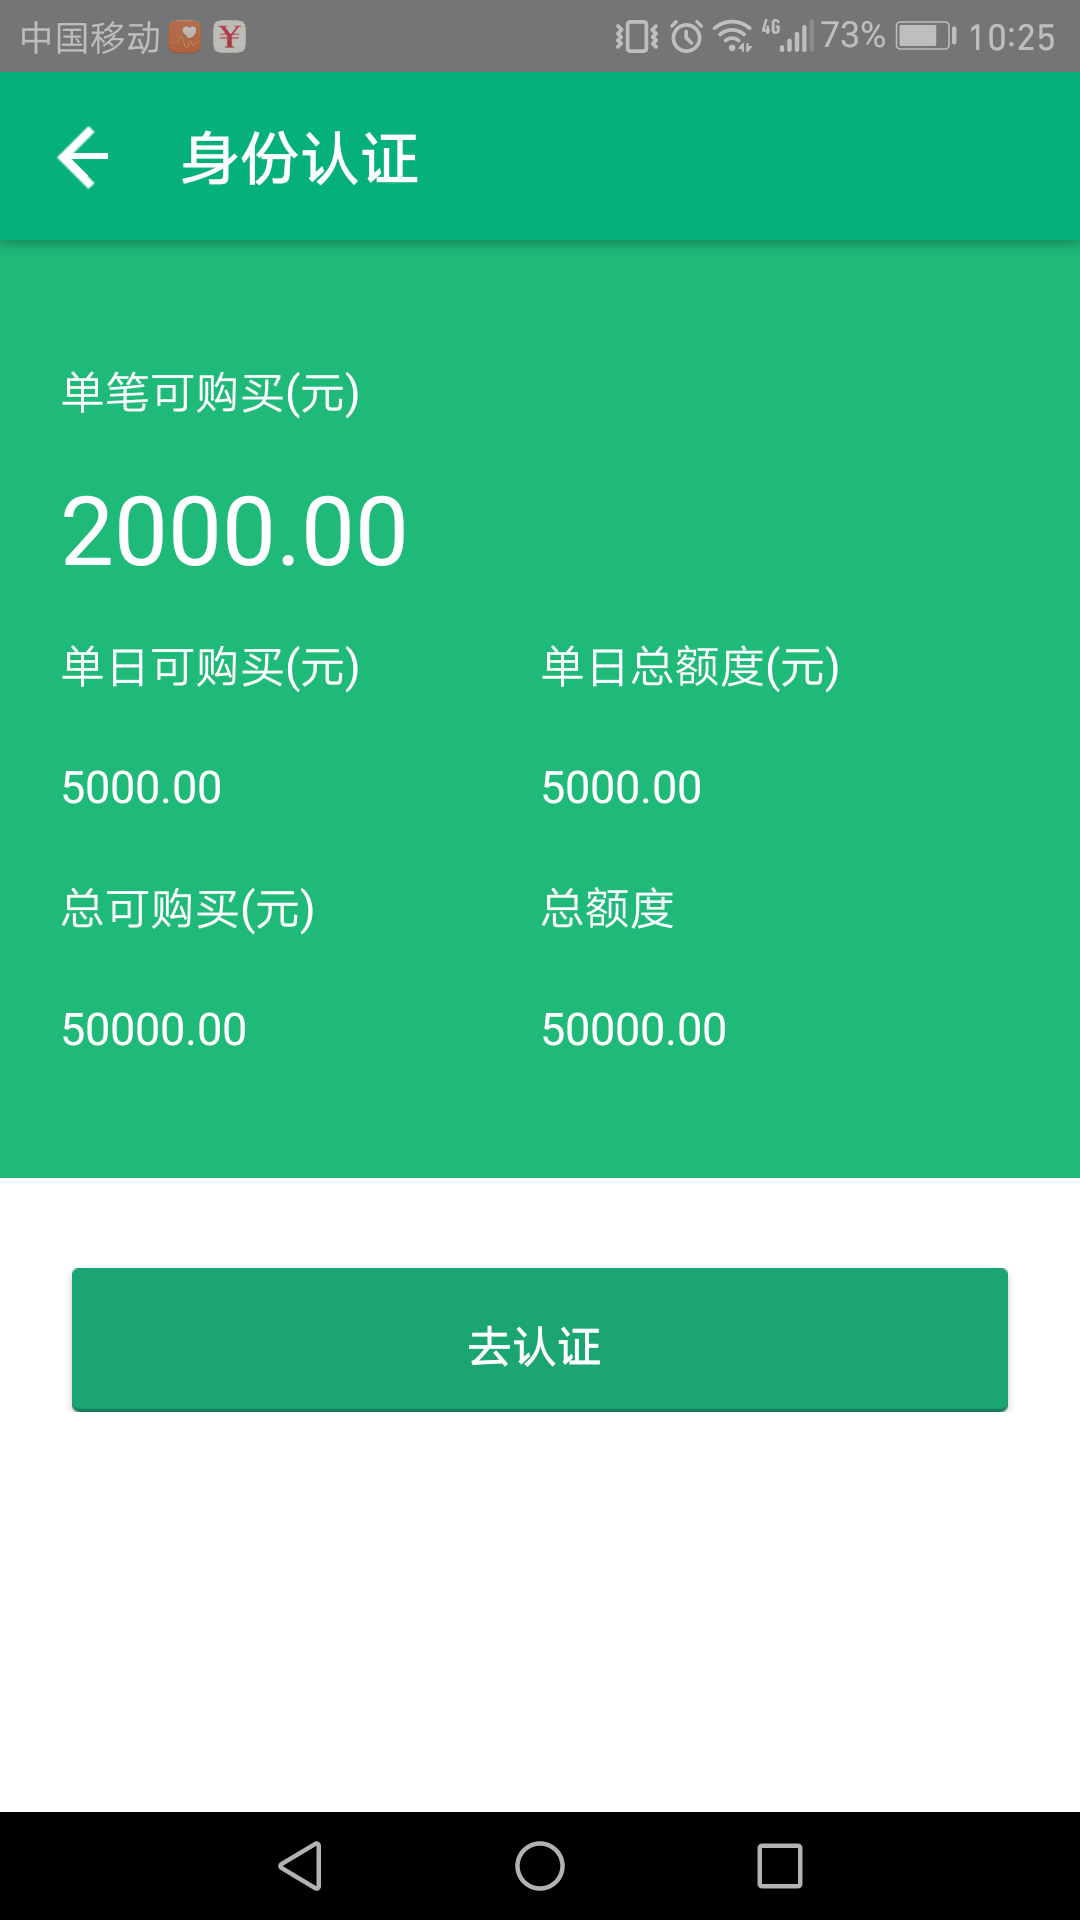 中国移动 ¥ 4G 73% 10:25
身份认证
单笔可购买(元)
2000.00
单日可购买(元) 单日总额度(元)
5000.00 5000.00
总可购买(元) 总额度
50000.00 50000.00
去认证